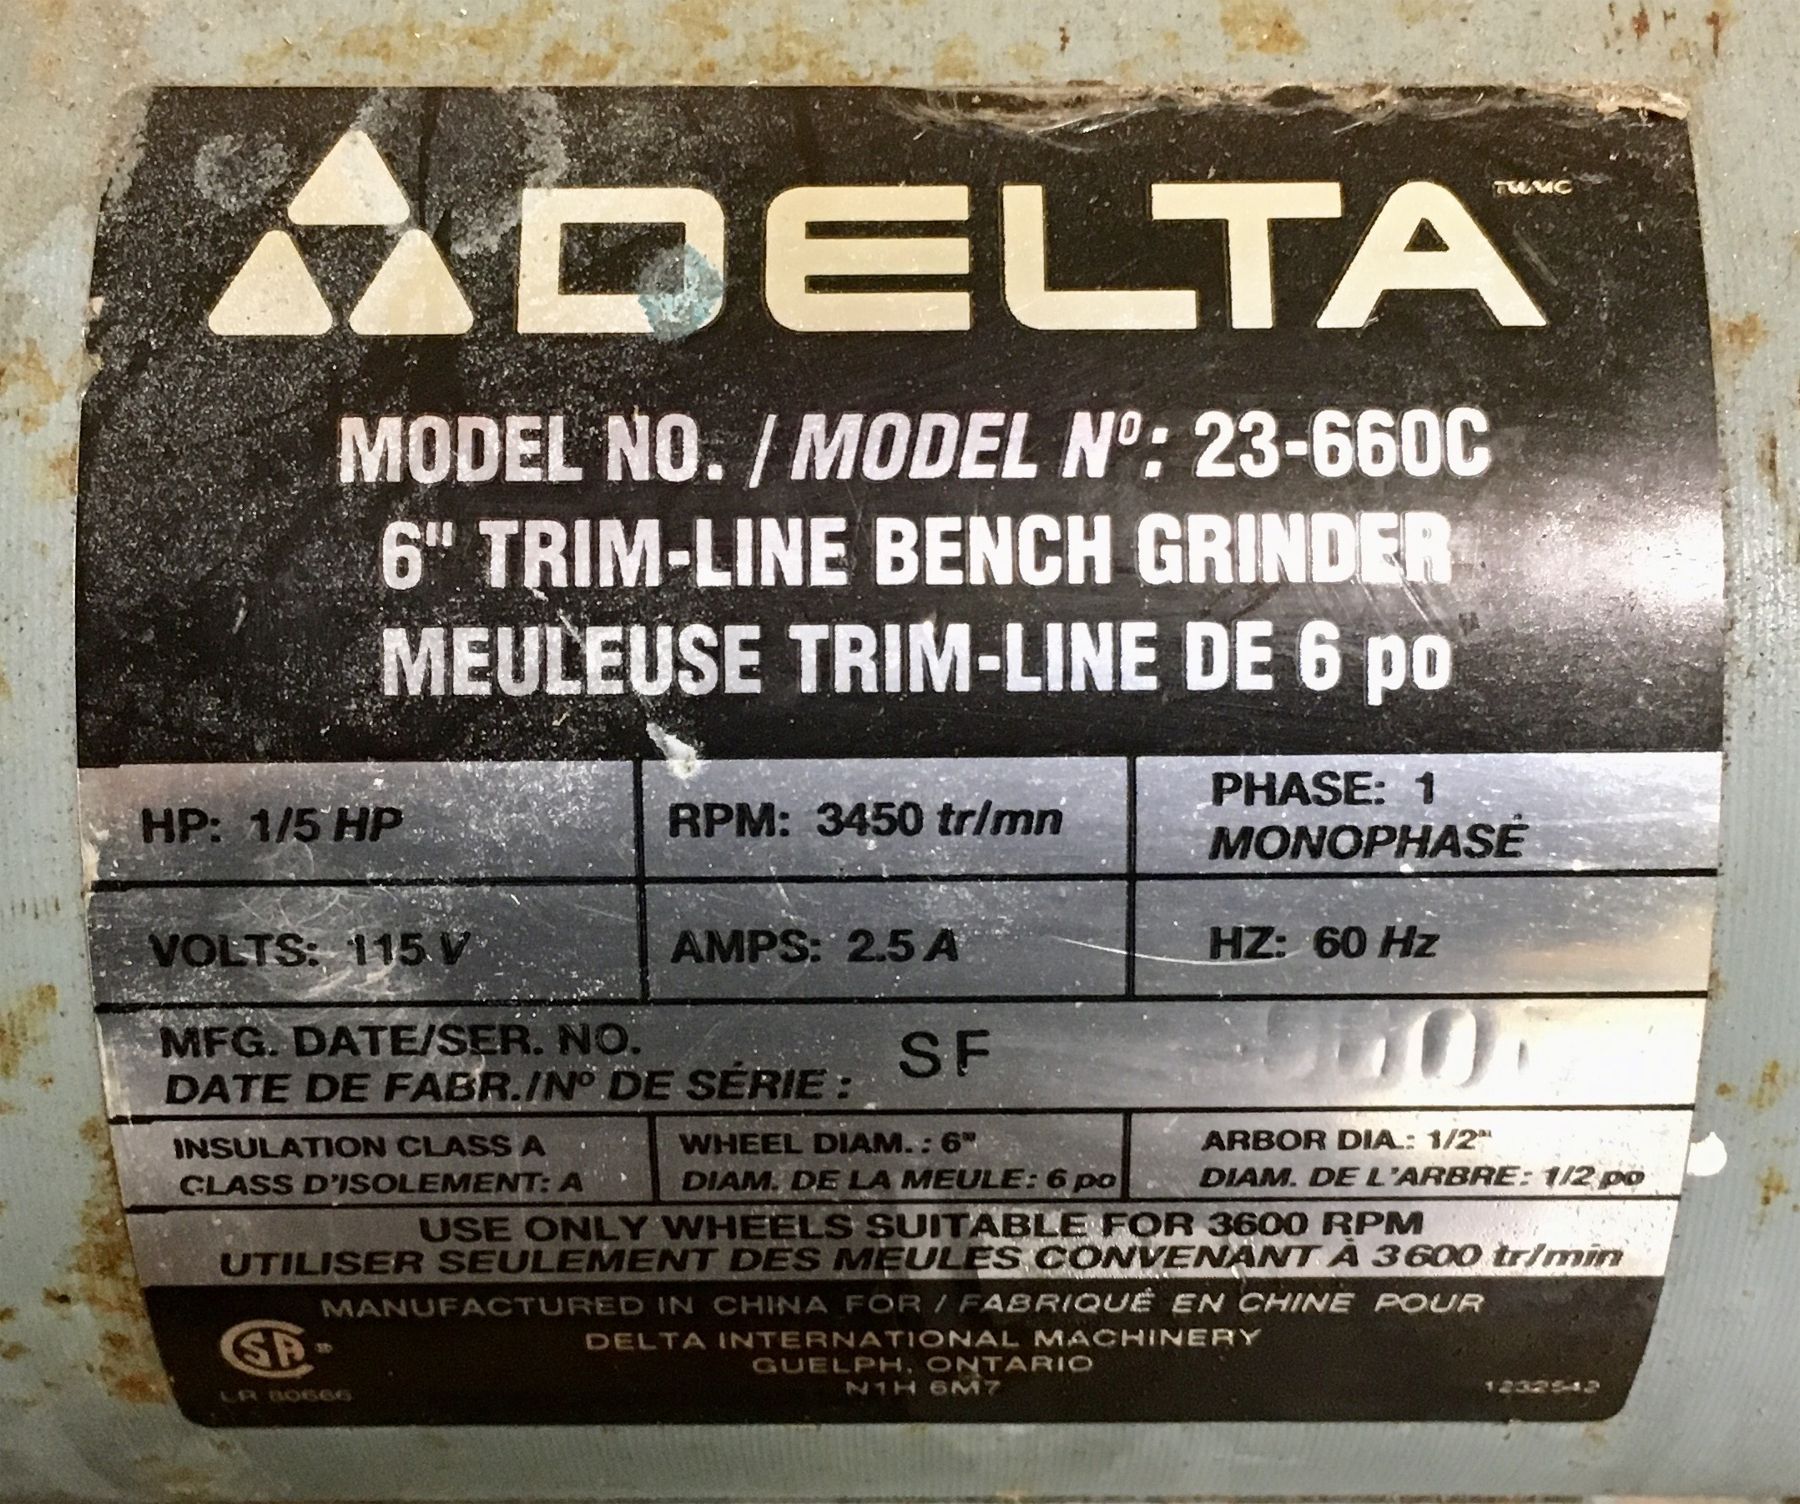 DELTA
MODEL NO. / MODEL Nº: 23-660C
6" TRIM-LINE BENCH GRINDER
MEULEUSE TRIM-LINE DE 6 po
HP: 1/5 HP
RPM: 3450 tr/mn
PHASE: 1
MONOPHASÉ
VOLTS: 115 V
AMPS: 2.5 A
HZ: 60 Hz
MFG. DATE/SER. NO.
DATE DE FABR./Nº DE SÉRIE :
SF
INSULATION CLASS A
CLASS D'ISOLEMENT: A
WHEEL DIAM. : 6"
DIAM. DE LA MEULE: 6 po
ARBOR DIA.: 1/2"
DIAM. DE L'ARBRE: 1/2 po
USE ONLY WHEELS SUITABLE FOR 3600 RPM
UTILISER SEULEMENT DES MEULES CONVENANT À 3600 tr/min
MANUFACTURED IN CHINA FOR / FABRIQUÉ EN CHINE POUR
DELTA INTERNATIONAL MACHINERY
GUELPH, ONTARIO
N1H 6M7
SA ®
LR 80666
1232542